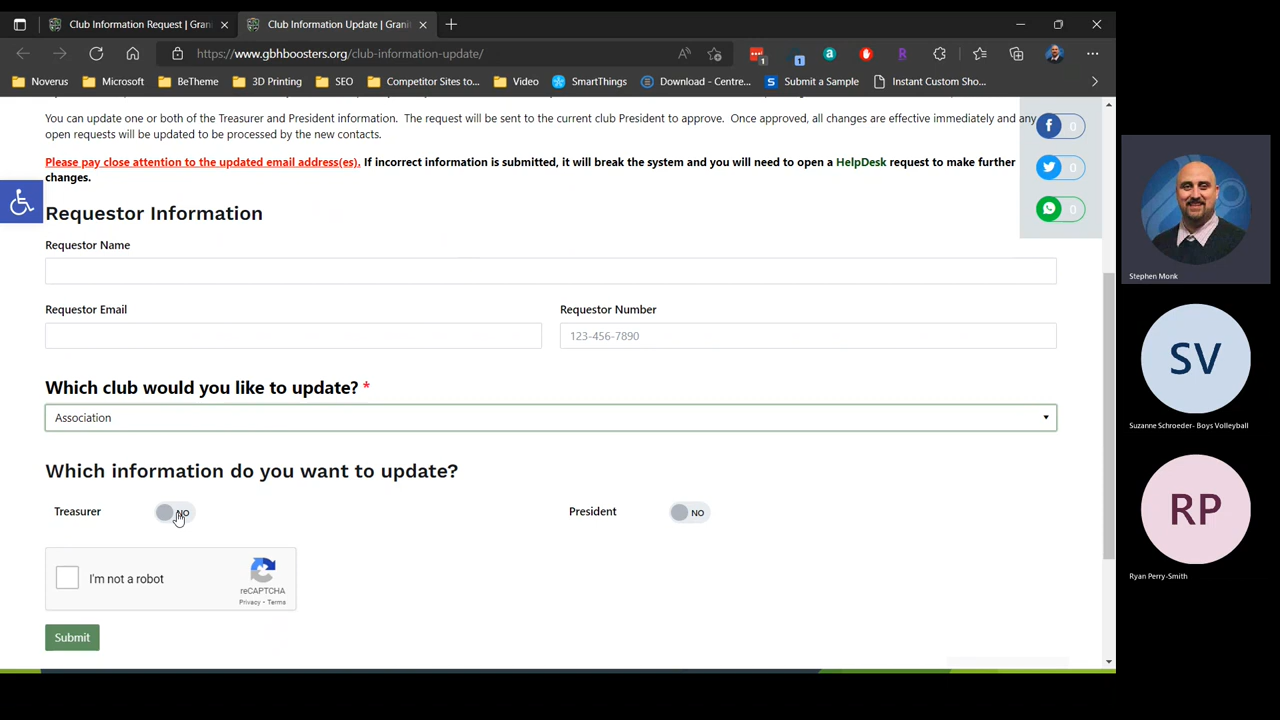 Club Information Request | Grani
Club Information Update | Granit
https://www.gbhboosters.org/club-information-update/
1
1
a
B
Noverus
Microsoft
BeTheme
3D Printing
SEO
Competitor Sites to...
Video
SmartThings
Download - Centre...
S Submit a Sample
Instant Custom Sho...
You can update one or both of the Treasurer and President information. The request will be sent to the current club President to approve. Once approved, all changes are effective immediately and any
open requests will be updated to be processed by the new contacts.
Please pay close attention to the updated email address(es). If incorrect information is submitted, it will break the system and you will need to open a HelpDesk request to make further
changes.
0
0
0
Requestor Information
Requestor Name
Requestor Email
Requestor Number
123-456-7890
Which club would you like to update? *
Association
Which information do you want to update?
Treasurer
NO
President
NO
I'm not a robot
reCAPTCHA
Privacy - Terms
Submit
Stephen Monk
SV
Suzanne Schroeder- Boys Volleyball
RP
Ryan Perry-Smith